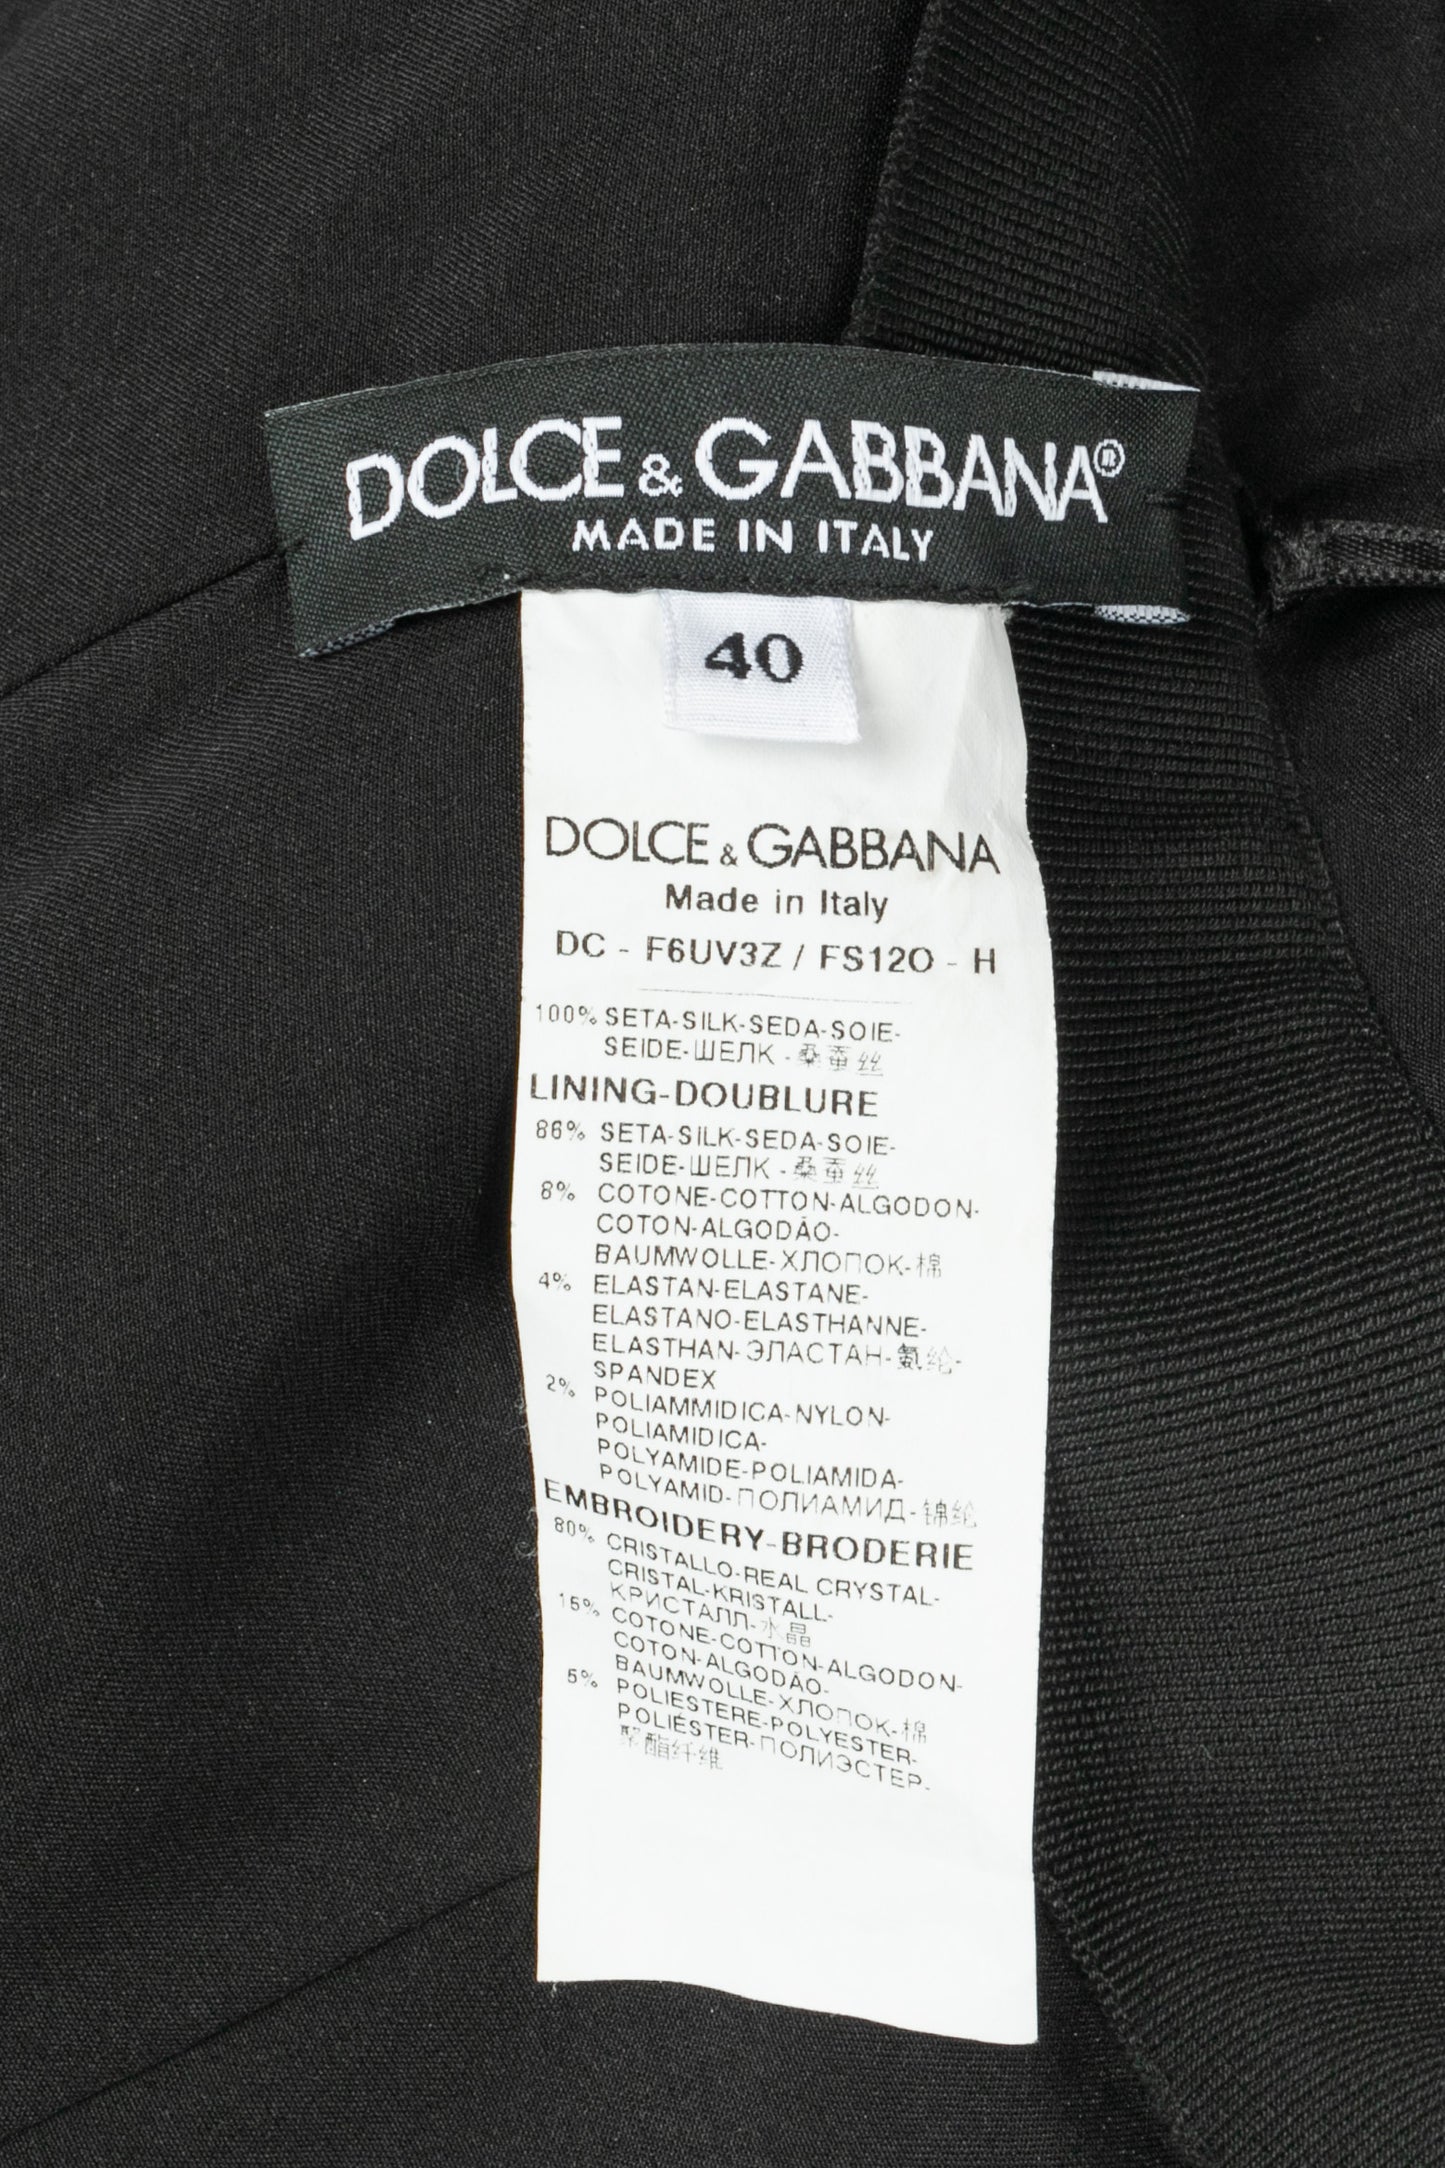 DOLCE & GABBANA®
MADE IN ITALY
40
DOLCE & GABBANA
Made in Italy
DC - F6UV3Z / FS12O - H
100% SETA-SILK-SEDA-SOIE-
SEIDE-ШЕЛК - 桑蚕丝
LINING-DOUBLURE
86% SETA-SILK-SEDA-SOIE-
SEIDE-ШЕЛК - 桑蚕丝
8% COTONE-COTTON-ALGODON-
COTON-ALGODÃO-
BAUMWOLLE-ХЛОПОК-棉
4% ELASTAN-ELASTANE-
ELASTANO-ELASTHANNE-
ELASTHAN-ЭЛАСТАН-氨纶-
SPANDEX
2% POLIAMMIDICA-NYLON-
POLIAMIDICA-
POLYAMIDE-POLIAMIDA-
POLYAMID-ПОЛИАМИД-锦纶
EMBROIDERY-BRODERIE
80% CRISTALLO-REAL CRYSTAL-
CRISTAL-KRISTALL-
КРИСТАЛЛ-水晶
15% COTONE-COTTON-ALGODON-
COTON-ALGODÃO-
BAUMWOLLE-ХЛОПОК-棉
5% POLIESTERE-POLYESTER-
POLIÉSTER-ПОЛИЭСТЕР-
聚酯纤维